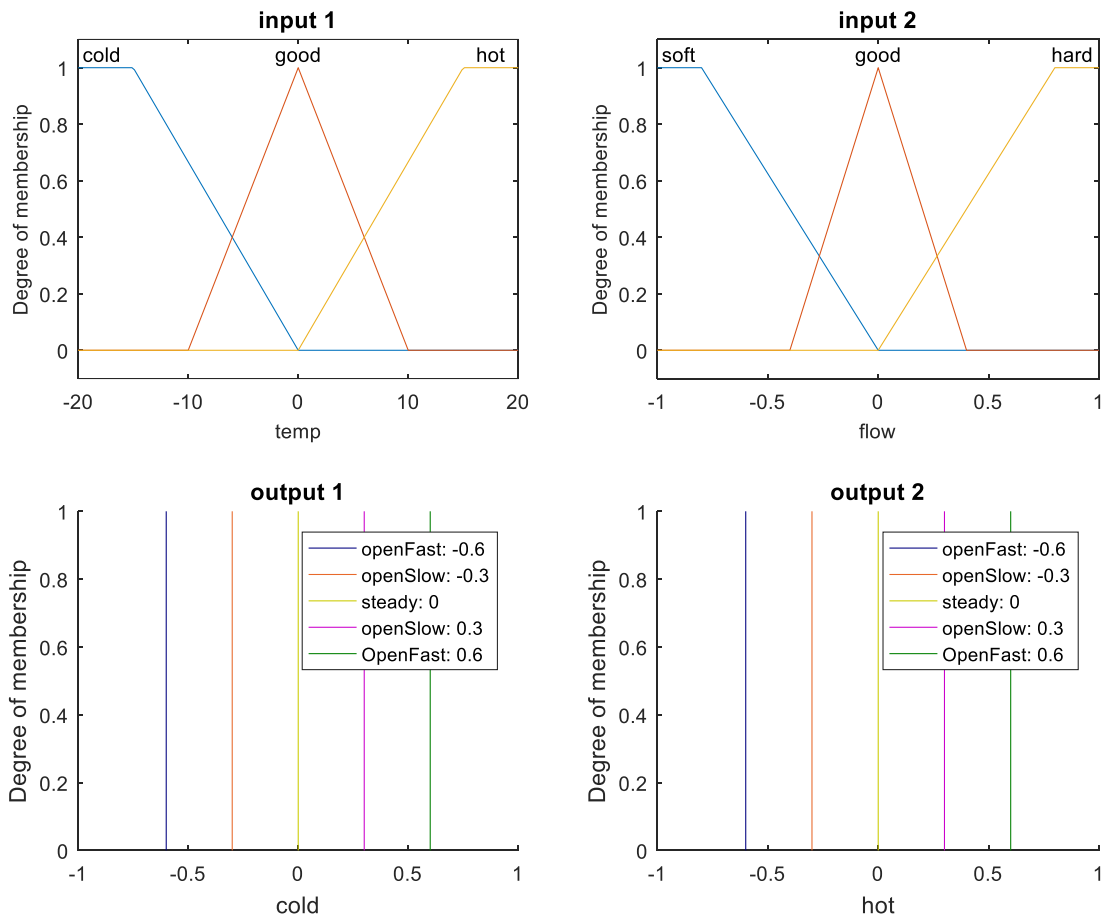 input 1
cold
good
hot
1
0.8
0.6
0.4
0.2
0
Degree of membership
-20
-10
0
10
20
temp
input 2
soft
good
hard
1
0.8
0.6
0.4
0.2
0
Degree of membership
-1
-0.5
0
0.5
1
flow
output 1
1
0.8
0.6
0.4
0.2
0
Degree of membership
openFast: -0.6
openSlow: -0.3
steady: 0
openSlow: 0.3
OpenFast: 0.6
-1
-0.5
0
0.5
1
cold
output 2
1
0.8
0.6
0.4
0.2
0
Degree of membership
openFast: -0.6
openSlow: -0.3
steady: 0
openSlow: 0.3
OpenFast: 0.6
-1
-0.5
0
0.5
1
hot